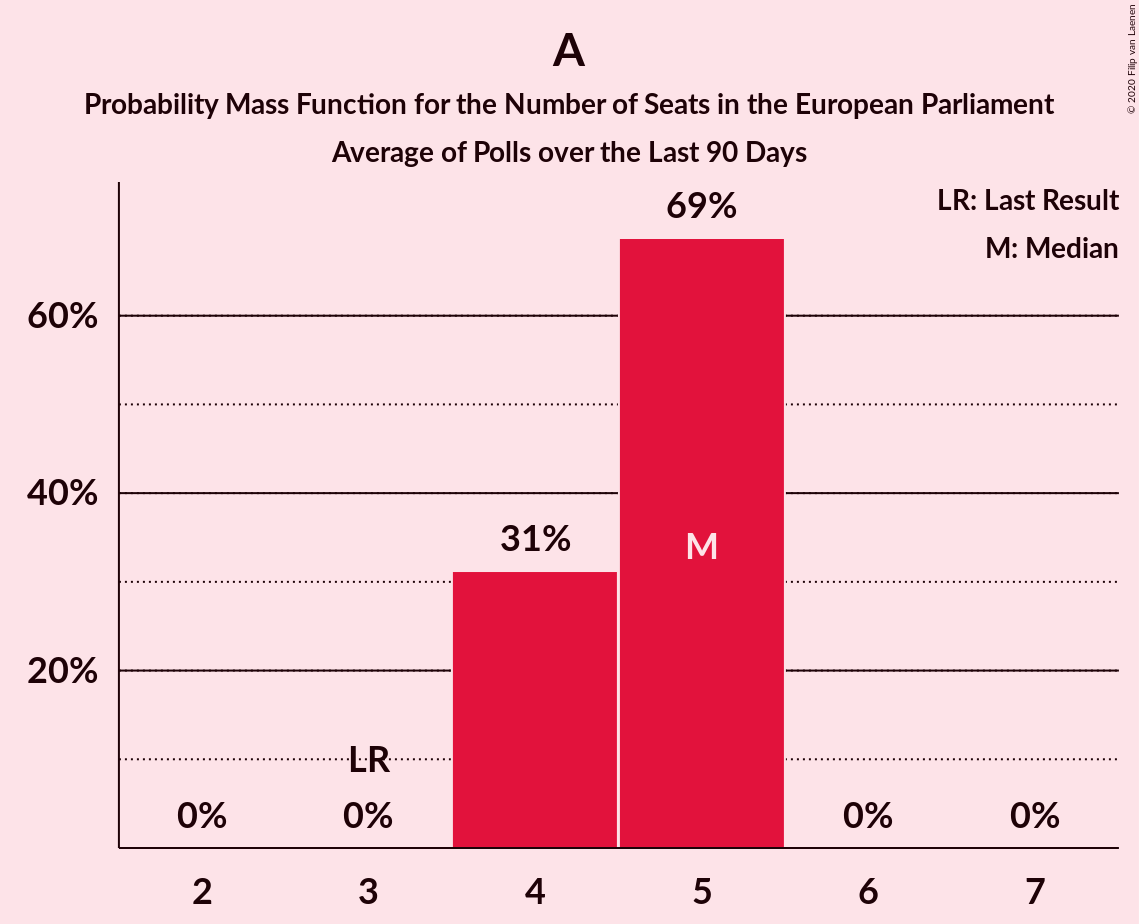 A
Probability Mass Function for the Number of Seats in the European Parliament
Average of Polls over the Last 90 Days
© 2020 Filip van Laenen
LR: Last Result
M: Median
69%
60%
40%
31%
M
20%
LR
0% 0% 0% 0%
2 3 4 5 6 7